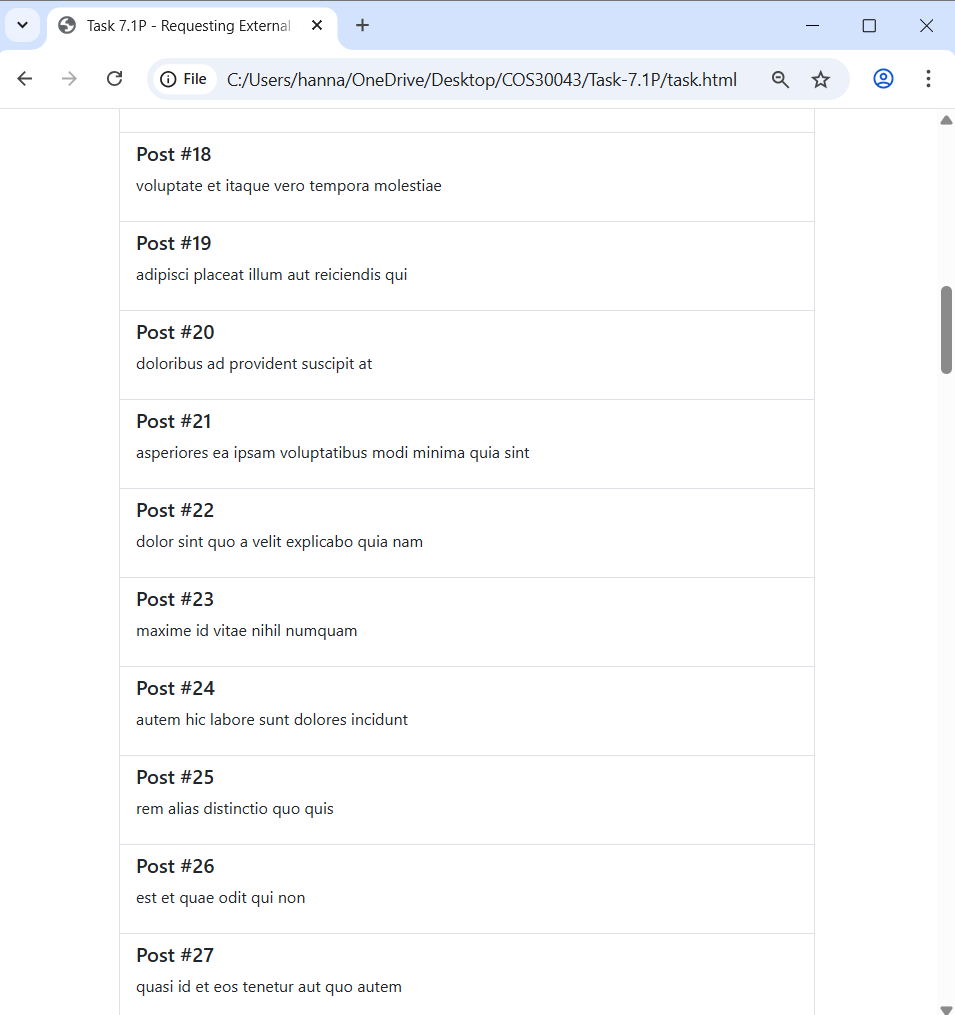 Task 7.1P - Requesting External
File
C:/Users/hanna/OneDrive/Desktop/COS30043/Task-7.1P/task.html
Post #18
voluptate et itaque vero tempora molestiae
Post #19
adipisci placeat illum aut reiciendis qui
Post #20
doloribus ad provident suscipit at
Post #21
asperiores ea ipsam voluptatibus modi minima quia sint
Post #22
dolor sint quo a velit explicabo quia nam
Post #23
maxime id vitae nihil numquam
Post #24
autem hic labore sunt dolores incidunt
Post #25
rem alias distinctio quo quis
Post #26
est et quae odit qui non
Post #27
quasi id et eos tenetur aut quo autem